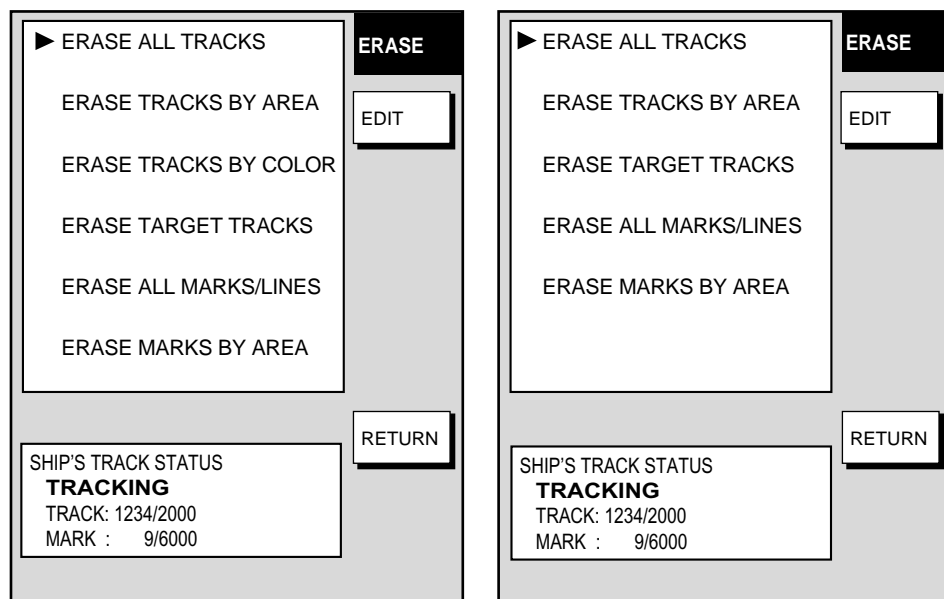 ERASE ALL TRACKS
ERASE TRACKS BY AREA
ERASE TRACKS BY COLOR
ERASE TARGET TRACKS
ERASE ALL MARKS/LINES
ERASE MARKS BY AREA
ERASE
EDIT
RETURN
SHIP'S TRACK STATUS
TRACKING
TRACK: 1234/2000
MARK : 9/6000
ERASE ALL TRACKS
ERASE TRACKS BY AREA
ERASE TARGET TRACKS
ERASE ALL MARKS/LINES
ERASE MARKS BY AREA
ERASE
EDIT
RETURN
SHIP'S TRACK STATUS
TRACKING
TRACK: 1234/2000
MARK : 9/6000